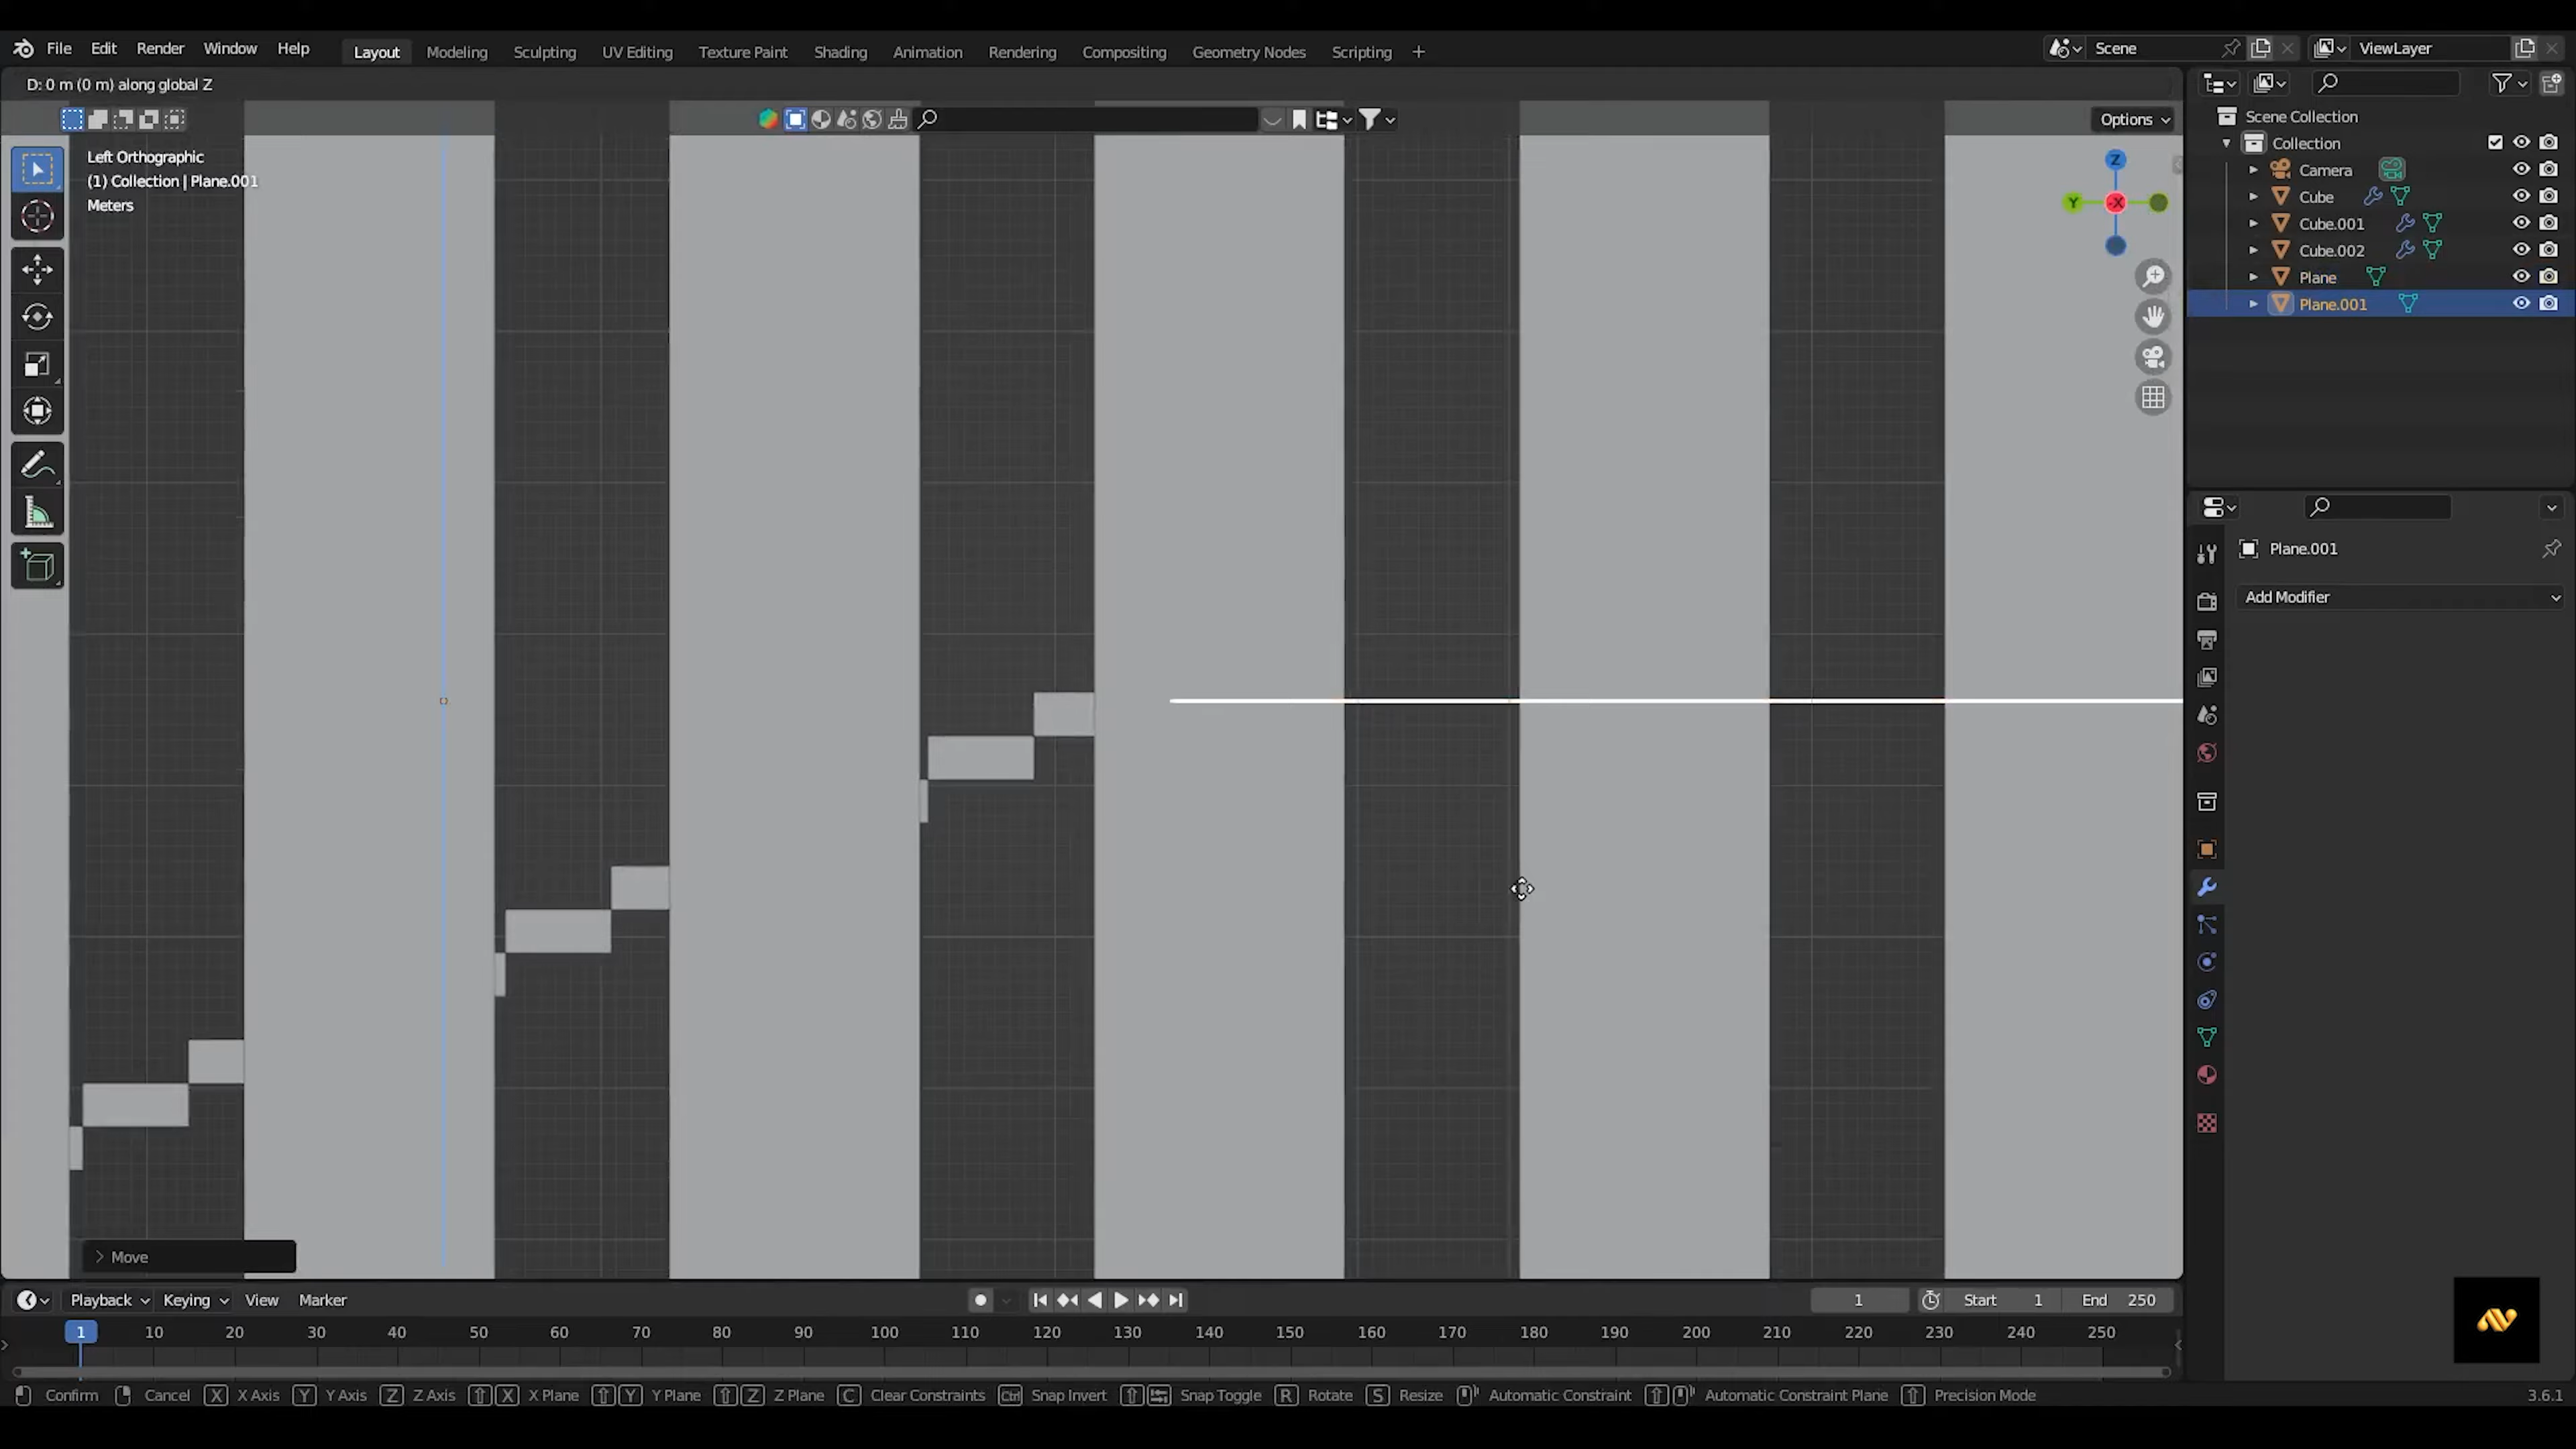 File Edit Render Window Help Layout Modeling Sculpting UV Editing Texture Paint Shading Animation Rendering Compositing Geometry Nodes Scripting + Scene ViewLayer
D: 0 m (0 m) along global Z
Options
Left Orthographic
(1) Collection | Plane.001
Meters
Z
Y
-X
Scene Collection
Collection
Camera
Cube
Cube.001
Cube.002
Plane
Plane.001
Plane.001
Add Modifier
Move
Playback Keying View Marker 1 Start 1 End 250
1 10 20 30 40 50 60 70 80 90 100 110 120 130 140 150 160 170 180 190 200 210 220 230 240 250
Confirm Cancel X X Axis Y Y Axis Z Z Axis X X Plane Y Y Plane Z Z Plane C Clear Constraints Ctrl Snap Invert Snap Toggle R Rotate S Resize Automatic Constraint Automatic Constraint Plane Precision Mode 3.6.1